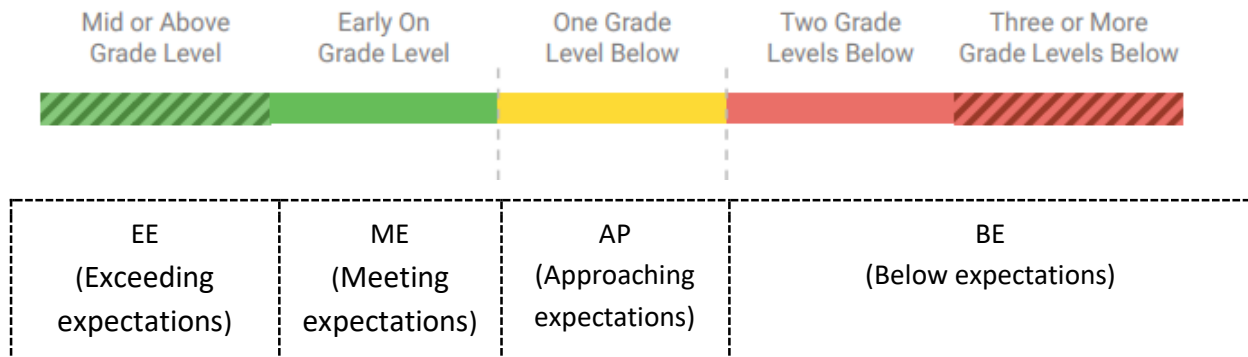 Mid or Above
Grade Level
Early On
Grade Level
One Grade
Level Below
Two Grade
Levels Below
Three or More
Grade Levels Below
EE
(Exceeding
expectations)
ME
(Meeting
expectations)
AP
(Approaching
expectations)
BE
(Below expectations)